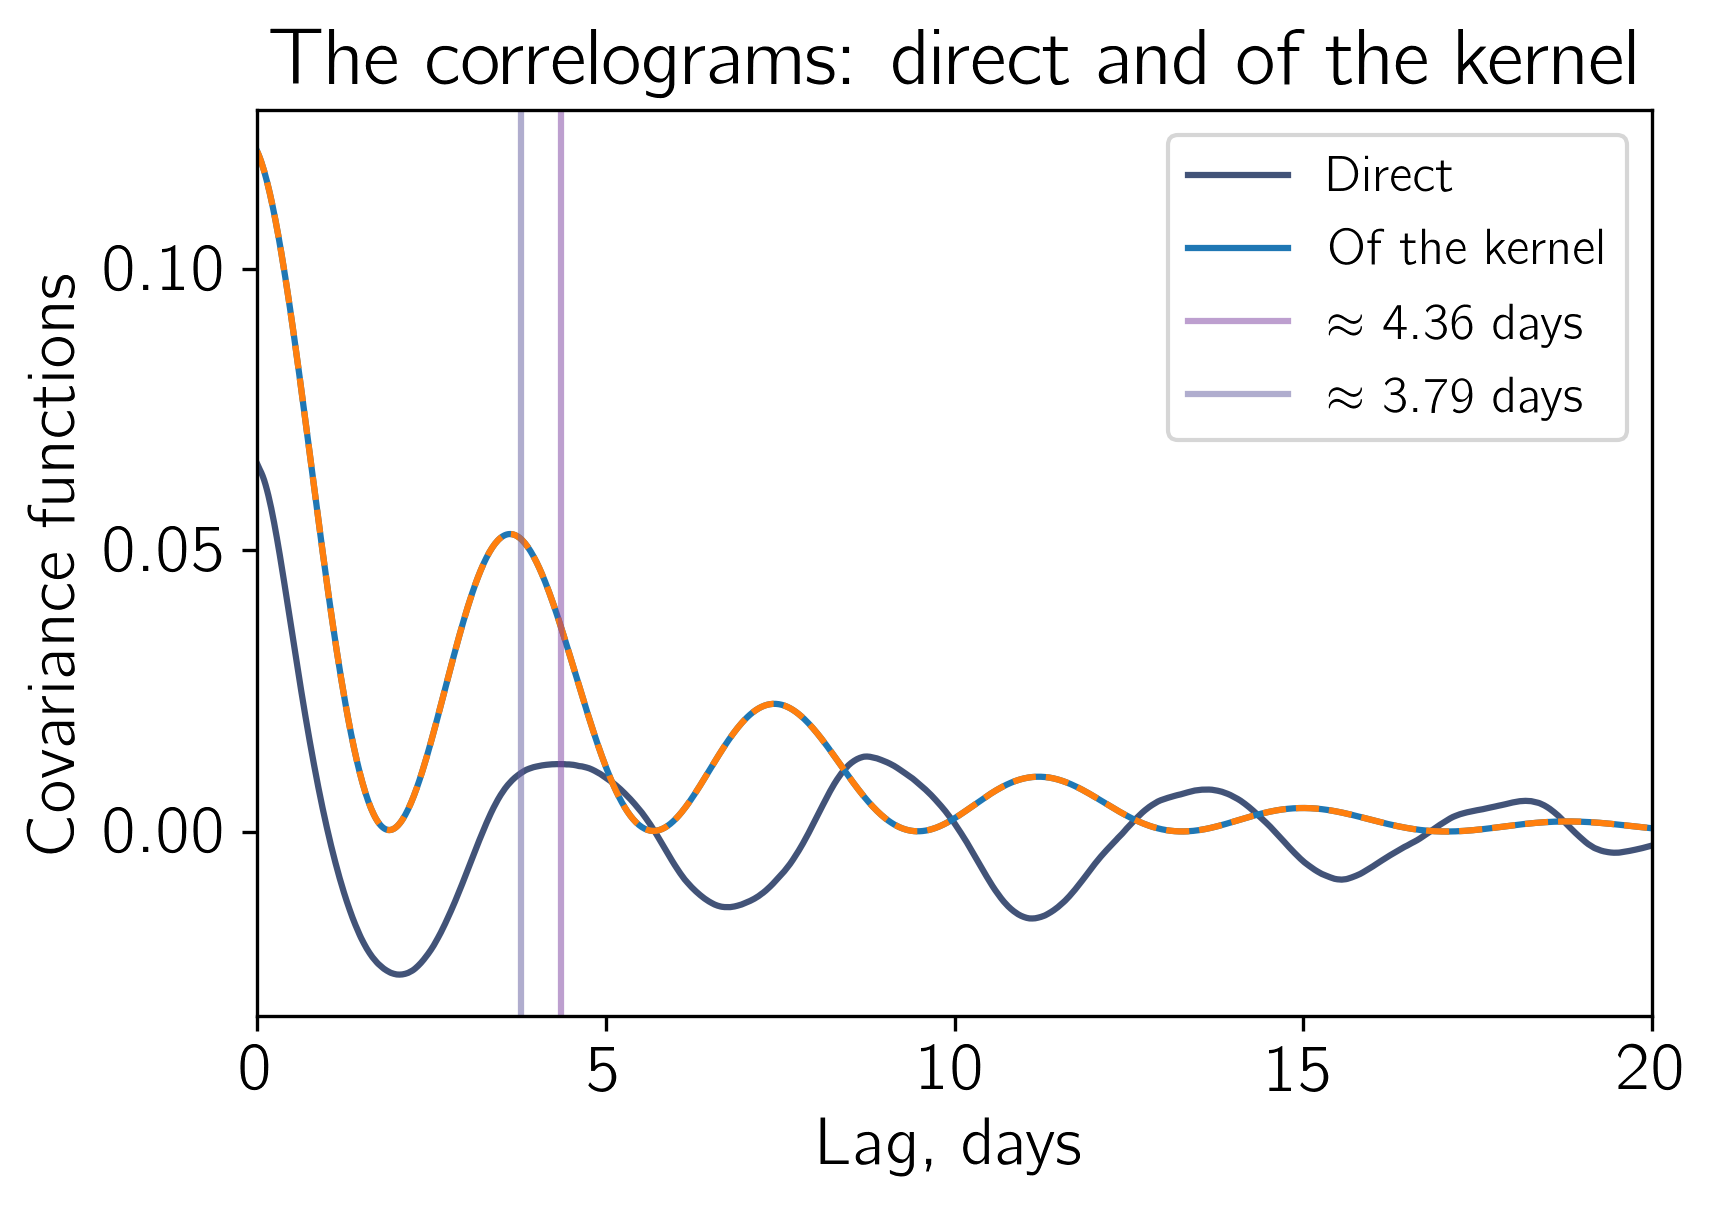 The correlograms: direct and of the kernel
Direct
Of the kernel
≈ 4.36 days
≈ 3.79 days
Covariance functions
0.10
0.05
0.00
0 5 10 15 20
Lag, days